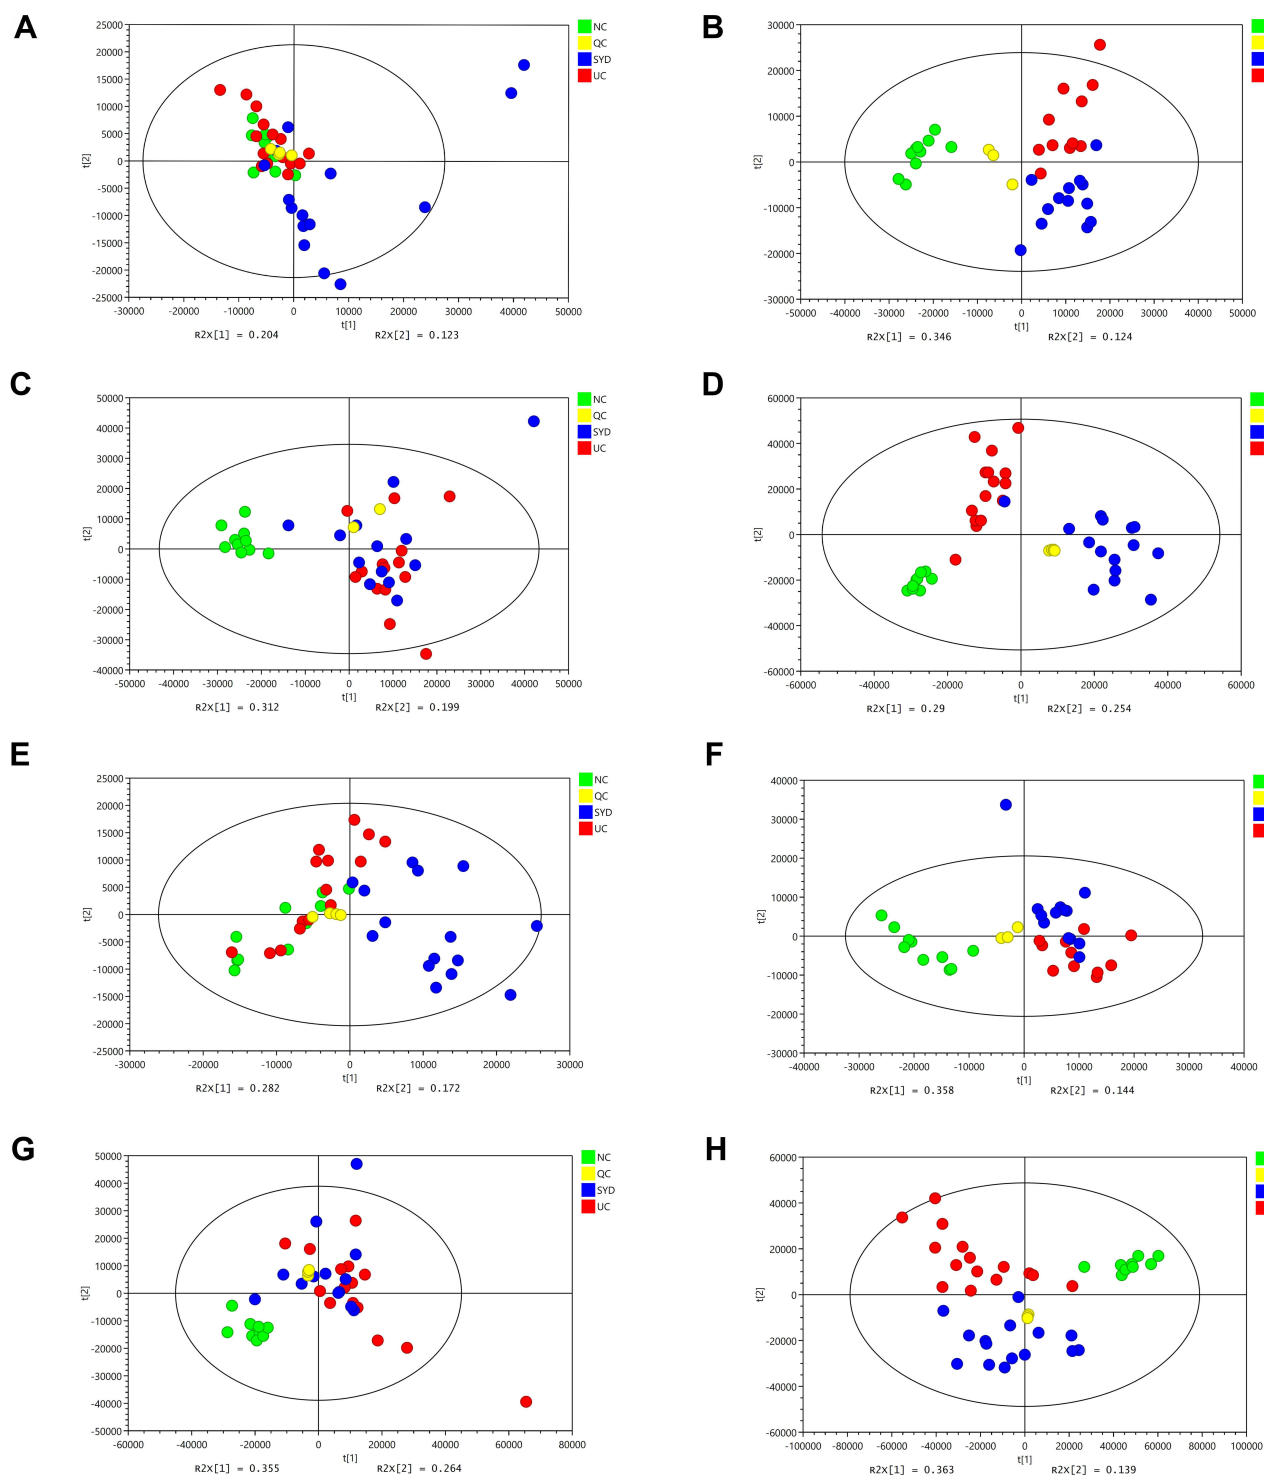 A
25000
20000
15000
10000
5000
0
-5000
-10000
-15000
-20000
-25000
t[2]
-30000 -20000 -10000 0 10000 20000 30000 40000 50000
t[1]
R2X[1] = 0.204 R2X[2] = 0.123
NC
QC
SYD
UC
B
30000
20000
10000
0
-10000
-20000
-30000
t[2]
-50000 -40000 -30000 -20000 -10000 0 10000 20000 30000 40000 50000
t[1]
R2X[1] = 0.346 R2X[2] = 0.124
C
50000
40000
30000
20000
10000
0
-10000
-20000
-30000
-40000
t[2]
-50000 -40000 -30000 -20000 -10000 0 10000 20000 30000 40000 50000
t[1]
R2X[1] = 0.312 R2X[2] = 0.199
NC
QC
SYD
UC
D
60000
40000
20000
0
-20000
-40000
-60000
t[2]
-60000 -40000 -20000 0 20000 40000 60000
t[1]
R2X[1] = 0.29 R2X[2] = 0.254
E
25000
20000
15000
10000
5000
0
-5000
-10000
-15000
-20000
-25000
t[2]
-30000 -20000 -10000 0 10000 20000 30000
t[1]
R2X[1] = 0.282 R2X[2] = 0.172
NC
QC
SYD
UC
F
40000
30000
20000
10000
0
-10000
-20000
-30000
t[2]
-40000 -30000 -20000 -10000 0 10000 20000 30000 40000
t[1]
R2X[1] = 0.358 R2X[2] = 0.144
G
50000
40000
30000
20000
10000
0
-10000
-20000
-30000
-40000
-50000
t[2]
-60000 -40000 -20000 0 20000 40000 60000 80000
t[1]
R2X[1] = 0.355 R2X[2] = 0.264
NC
QC
SYD
UC
H
60000
40000
20000
0
-20000
-40000
-60000
t[2]
-100000 -80000 -60000 -40000 -20000 0 20000 40000 60000 80000 100000
t[1]
R2X[1] = 0.363 R2X[2] = 0.139